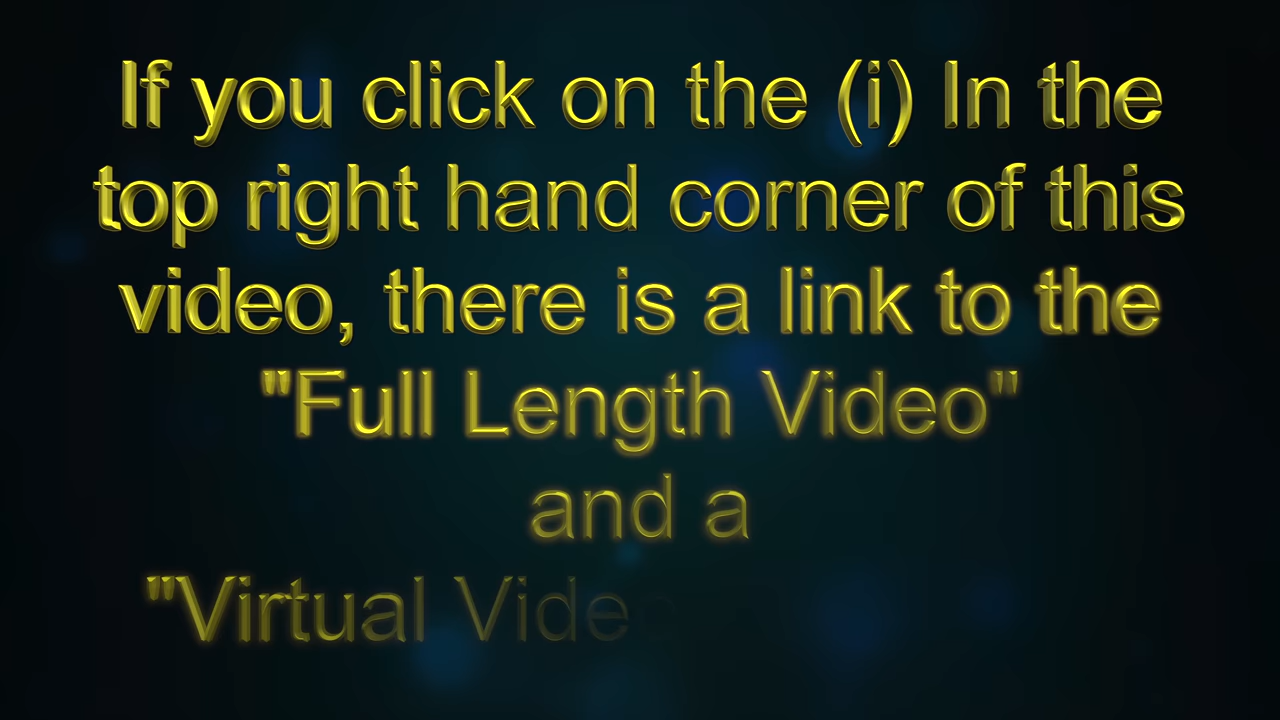 If you click on the (i) In the
top right hand corner of this
video, there is a link to the
"Full Length Video"
and a
"Virtual Video